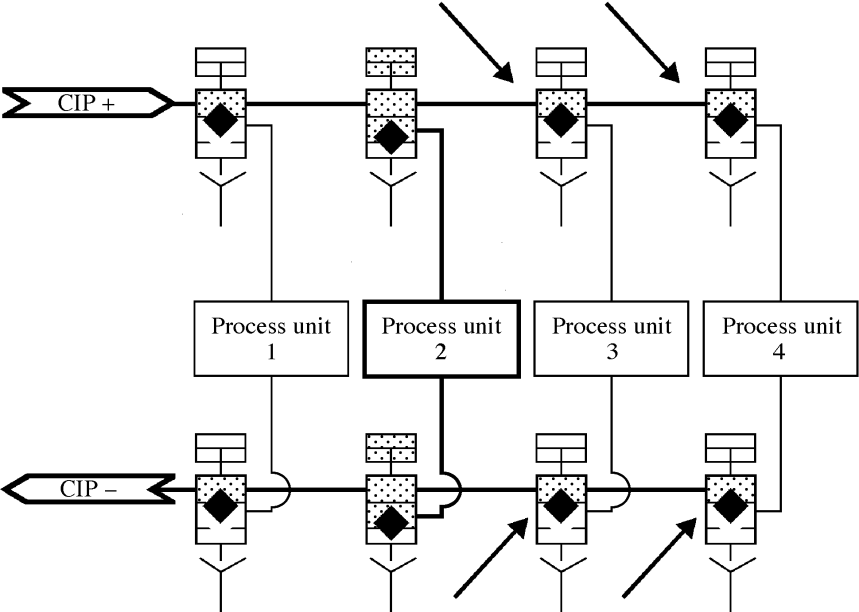 CIP +
Process unit
1
Process unit
2
Process unit
3
Process unit
4
CIP –